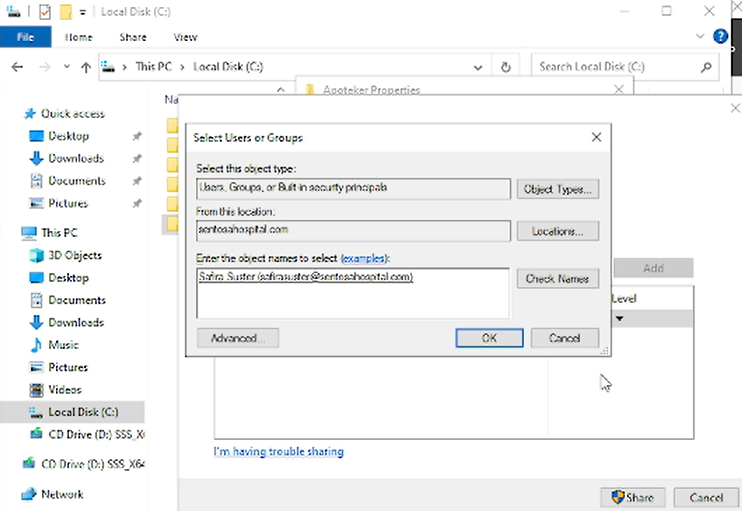 Local Disk (C:)
File Home Share View
This PC > Local Disk (C:)
Search Local Disk (C:)
Na
Apoteker Properties
Quick access
Desktop
Downloads
Documents
Pictures
This PC
3D Objects
Desktop
Documents
Downloads
Music
Pictures
Videos
Local Disk (C:)
CD Drive (D:) SSS_X6
CD Drive (D:) SSS_X64
Network
Select Users or Groups
Select this object type:
Users, Groups, or Built-in security principals
Object Types...
From this location:
sentosahospital.com
Locations...
Enter the object names to select (examples):
Safira Suster (safirasuster@sentosahospital.com)
Check Names
Advanced...
OK
Cancel
Add
Level
I'm having trouble sharing
Share
Cancel